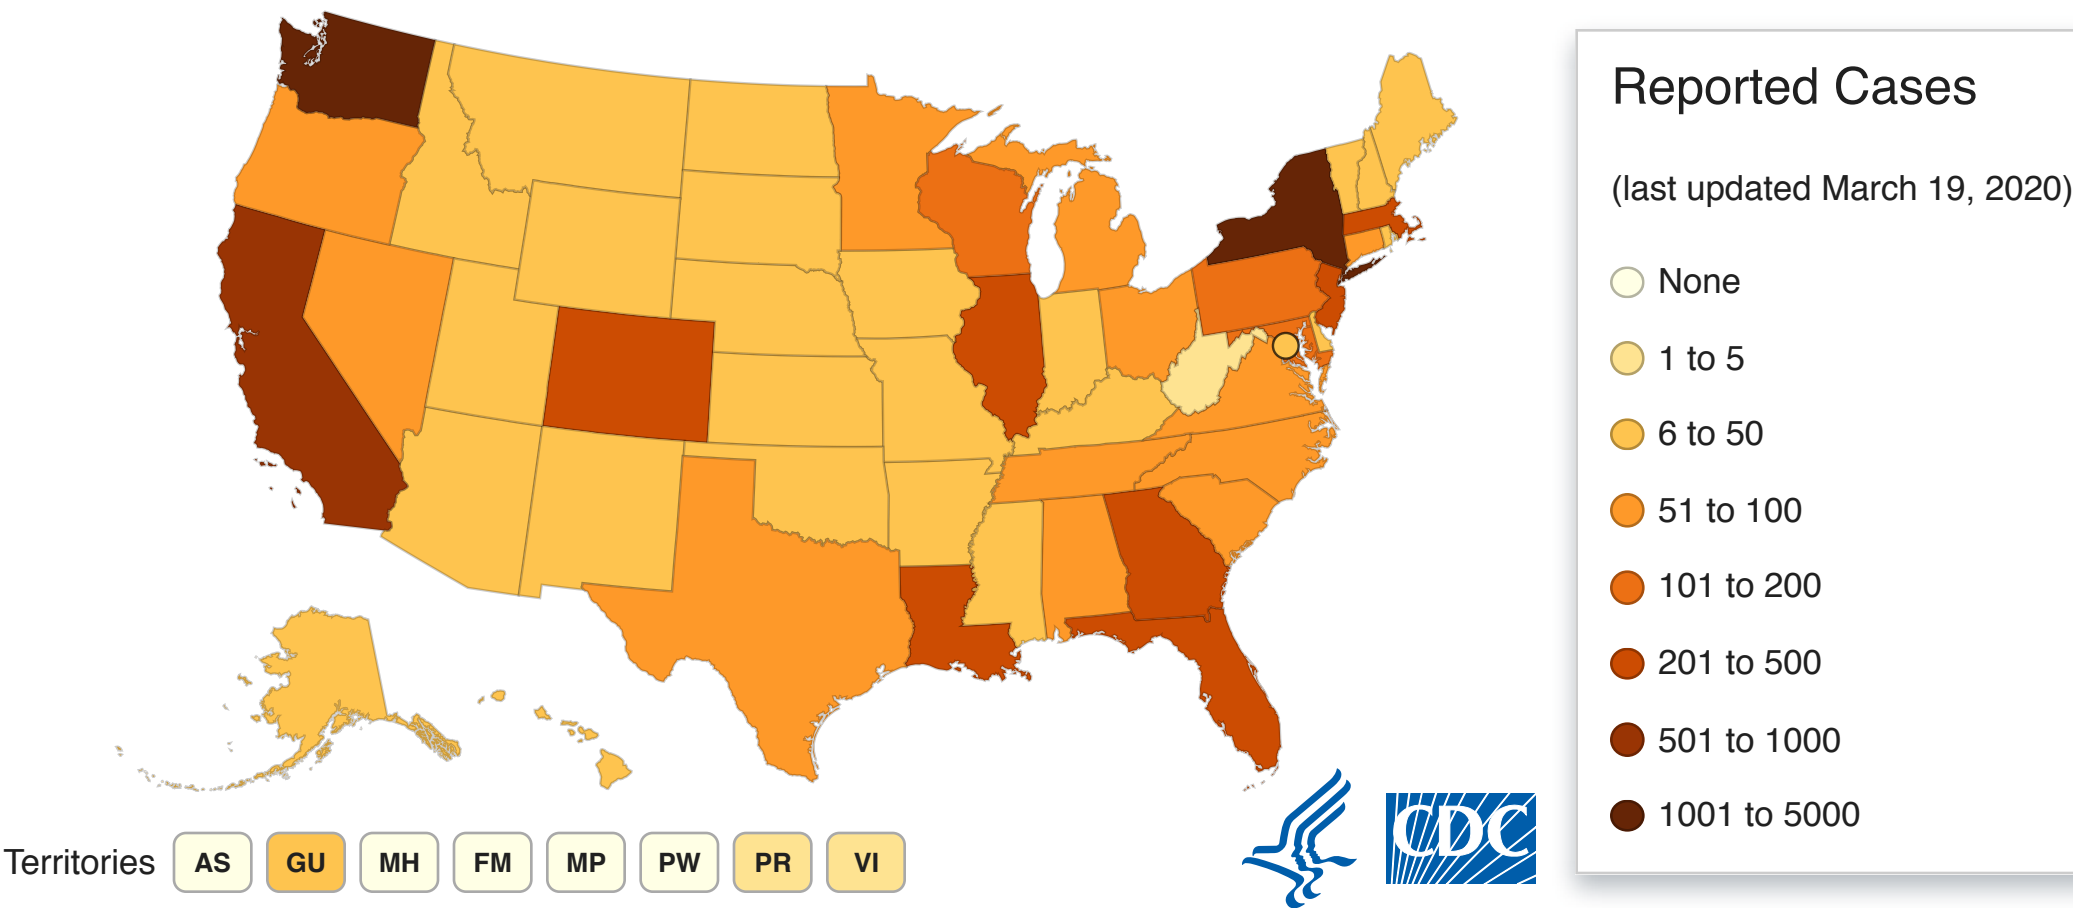 Reported Cases
(last updated March 19, 2020)
None
1 to 5
6 to 50
51 to 100
101 to 200
201 to 500
501 to 1000
1001 to 5000
Territories AS GU MH FM MP PW PR VI
CDC